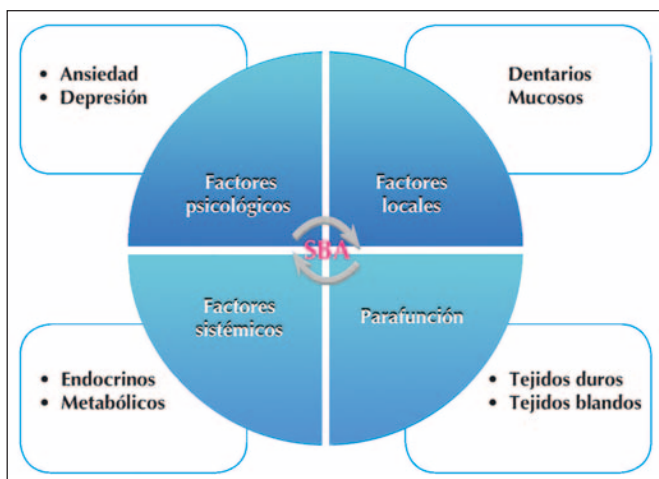 • Ansiedad
• Depresión
Dentarios
Mucosos
Factores
psicológicos
Factores
locales
SBA
Factores
sistémicos
Parafunción
• Endocrinos
• Metabólicos
• Tejidos duros
• Tejidos blandos